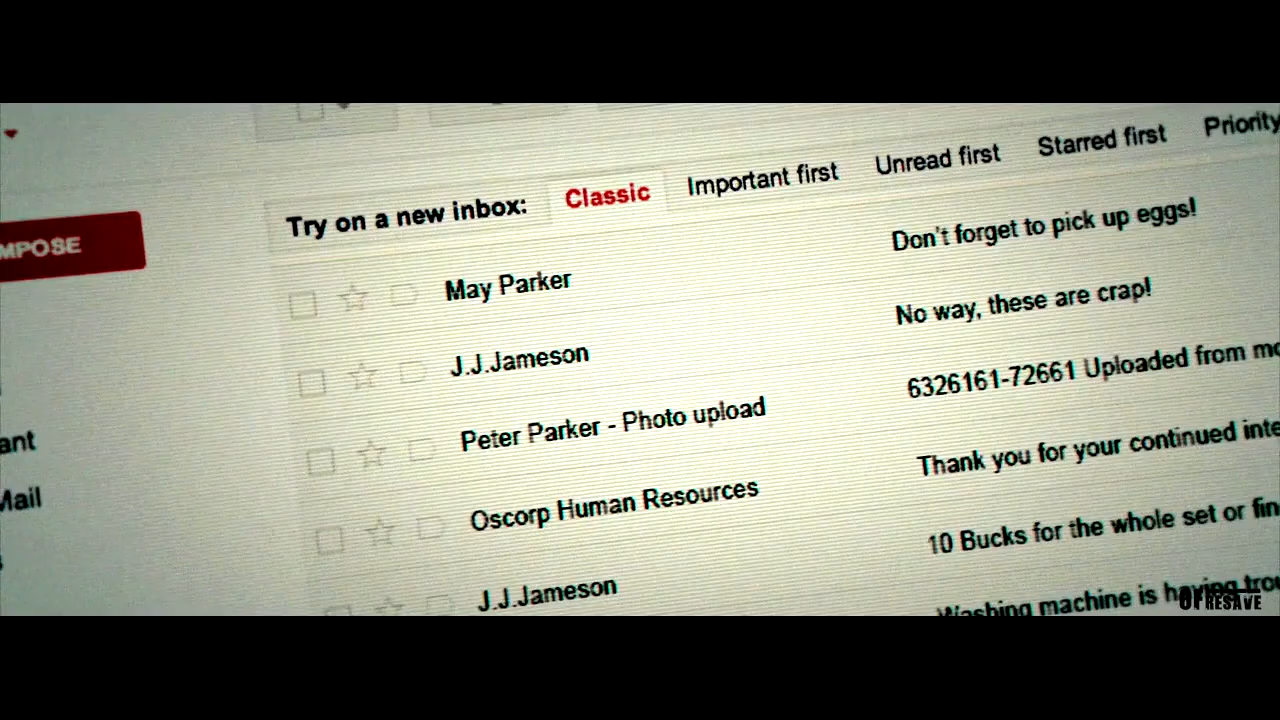 Try on a new inbox: Classic Important first Unread first Starred first Priority
MPOSE
May Parker Don't forget to pick up eggs!
J.J.Jameson No way, these are crap!
Peter Parker - Photo upload 6326161-72661 Uploaded from mo
ant
Oscorp Human Resources Thank you for your continued inte
Mail
J.J.Jameson 10 Bucks for the whole set or fin
Washing machine is having trou